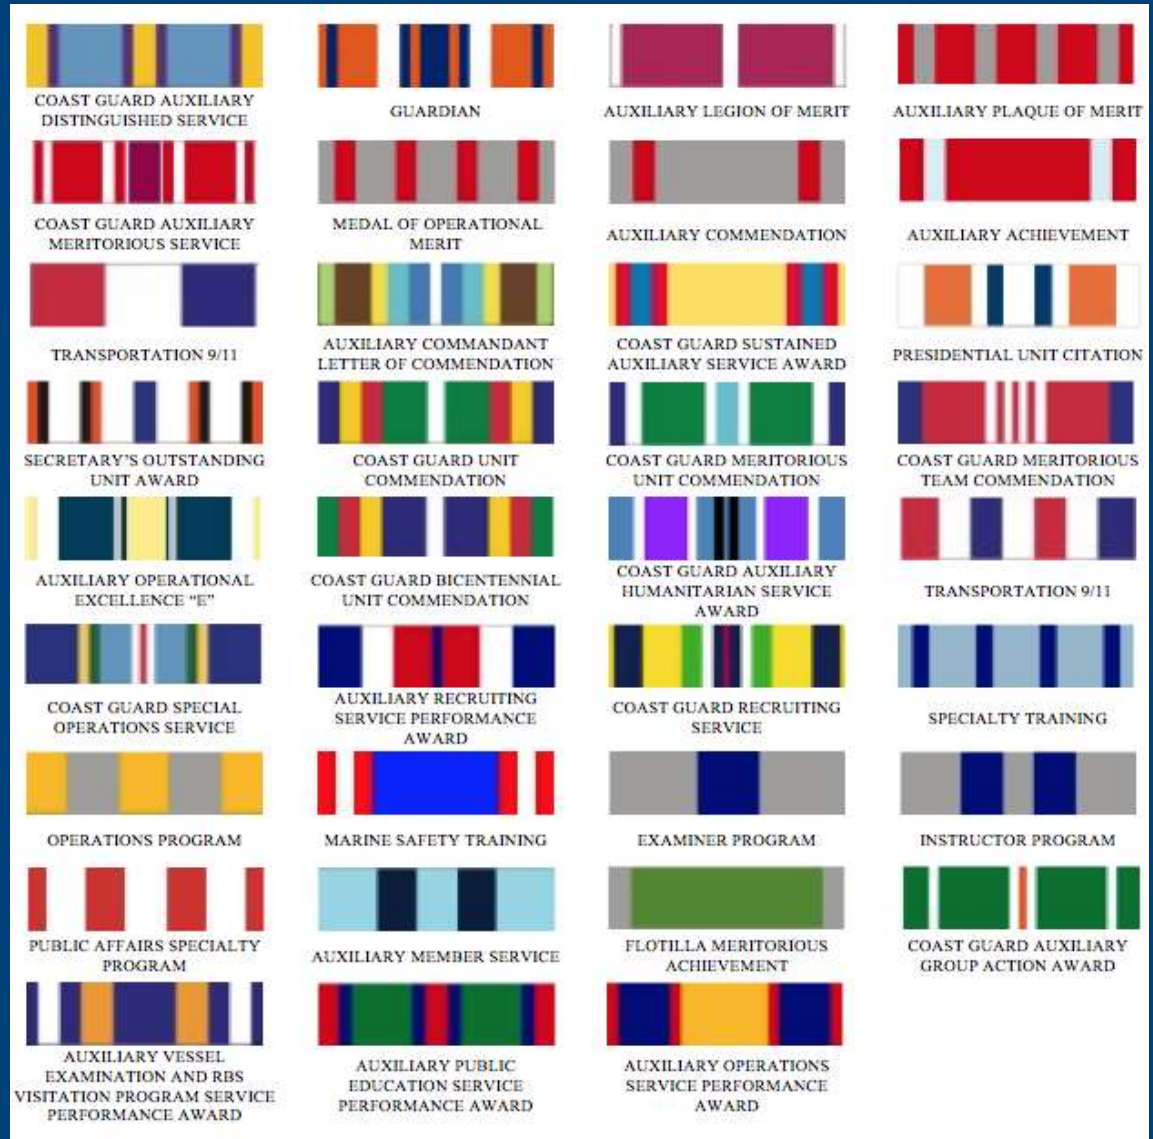 COAST GUARD AUXILIARY
DISTINGUISHED SERVICE
GUARDIAN
AUXILIARY LEGION OF MERIT
AUXILIARY PLAQUE OF MERIT
COAST GUARD AUXILIARY
MERITORIOUS SERVICE
MEDAL OF OPERATIONAL
MERIT
AUXILIARY COMMENDATION
AUXILIARY ACHIEVEMENT
TRANSPORTATION 9/11
AUXILIARY COMMANDANT
LETTER OF COMMENDATION
COAST GUARD SUSTAINED
AUXILIARY SERVICE AWARD
PRESIDENTIAL UNIT CITATION
SECRETARY'S OUTSTANDING
UNIT AWARD
COAST GUARD UNIT
COMMENDATION
COAST GUARD MERITORIOUS
UNIT COMMENDATION
COAST GUARD MERITORIOUS
TEAM COMMENDATION
AUXILIARY OPERATIONAL
EXCELLENCE “E”
COAST GUARD BICENTENNIAL
UNIT COMMENDATION
COAST GUARD AUXILIARY
HUMANITARIAN SERVICE
AWARD
TRANSPORTATION 9/11
COAST GUARD SPECIAL
OPERATIONS SERVICE
AUXILIARY RECRUITING
SERVICE PERFORMANCE
AWARD
COAST GUARD RECRUITING
SERVICE
SPECIALTY TRAINING
OPERATIONS PROGRAM
MARINE SAFETY TRAINING
EXAMINER PROGRAM
INSTRUCTOR PROGRAM
PUBLIC AFFAIRS SPECIALTY
PROGRAM
AUXILIARY MEMBER SERVICE
FLOTILLA MERITORIOUS
ACHIEVEMENT
COAST GUARD AUXILIARY
GROUP ACTION AWARD
AUXILIARY VESSEL
EXAMINATION AND RBS
VISITATION PROGRAM SERVICE
PERFORMANCE AWARD
AUXILIARY PUBLIC
EDUCATION SERVICE
PERFORMANCE AWARD
AUXILIARY OPERATIONS
SERVICE PERFORMANCE
AWARD